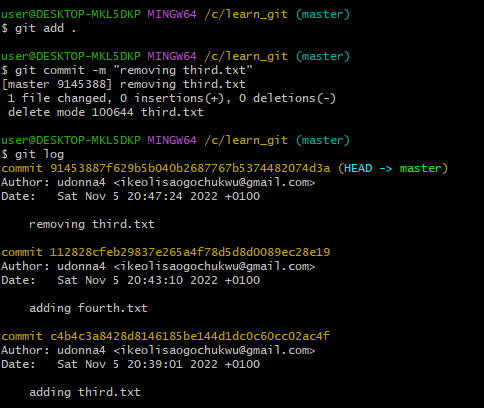 user@DESKTOP-MKL5DKP MINGW64 /c/learn_git (master)
$ git add .
user@DESKTOP-MKL5DKP MINGW64 /c/learn_git (master)
$ git commit -m "removing third.txt"
[master 9145388] removing third.txt
1 file changed, 0 insertions(+), 0 deletions(-)
delete mode 100644 third.txt
user@DESKTOP-MKL5DKP MINGW64 /c/learn_git (master)
$ git log
commit 91453887f629b5b040b2687767b5374482074d3a (HEAD -> master)
Author: udonna4 <ikeolisaogochukwu@gmail.com>
Date: Sat Nov 5 20:47:24 2022 +0100
removing third.txt
commit 112828cfeb29837e265a4f78d5d8d0089ec28e19
Author: udonna4 <ikeolisaogochukwu@gmail.com>
Date: Sat Nov 5 20:43:10 2022 +0100
adding fourth.txt
commit c4b4c3a8428d8146185be144d1dc0c60cc02ac4f
Author: udonna4 <ikeolisaogochukwu@gmail.com>
Date: Sat Nov 5 20:39:01 2022 +0100
adding third.txt